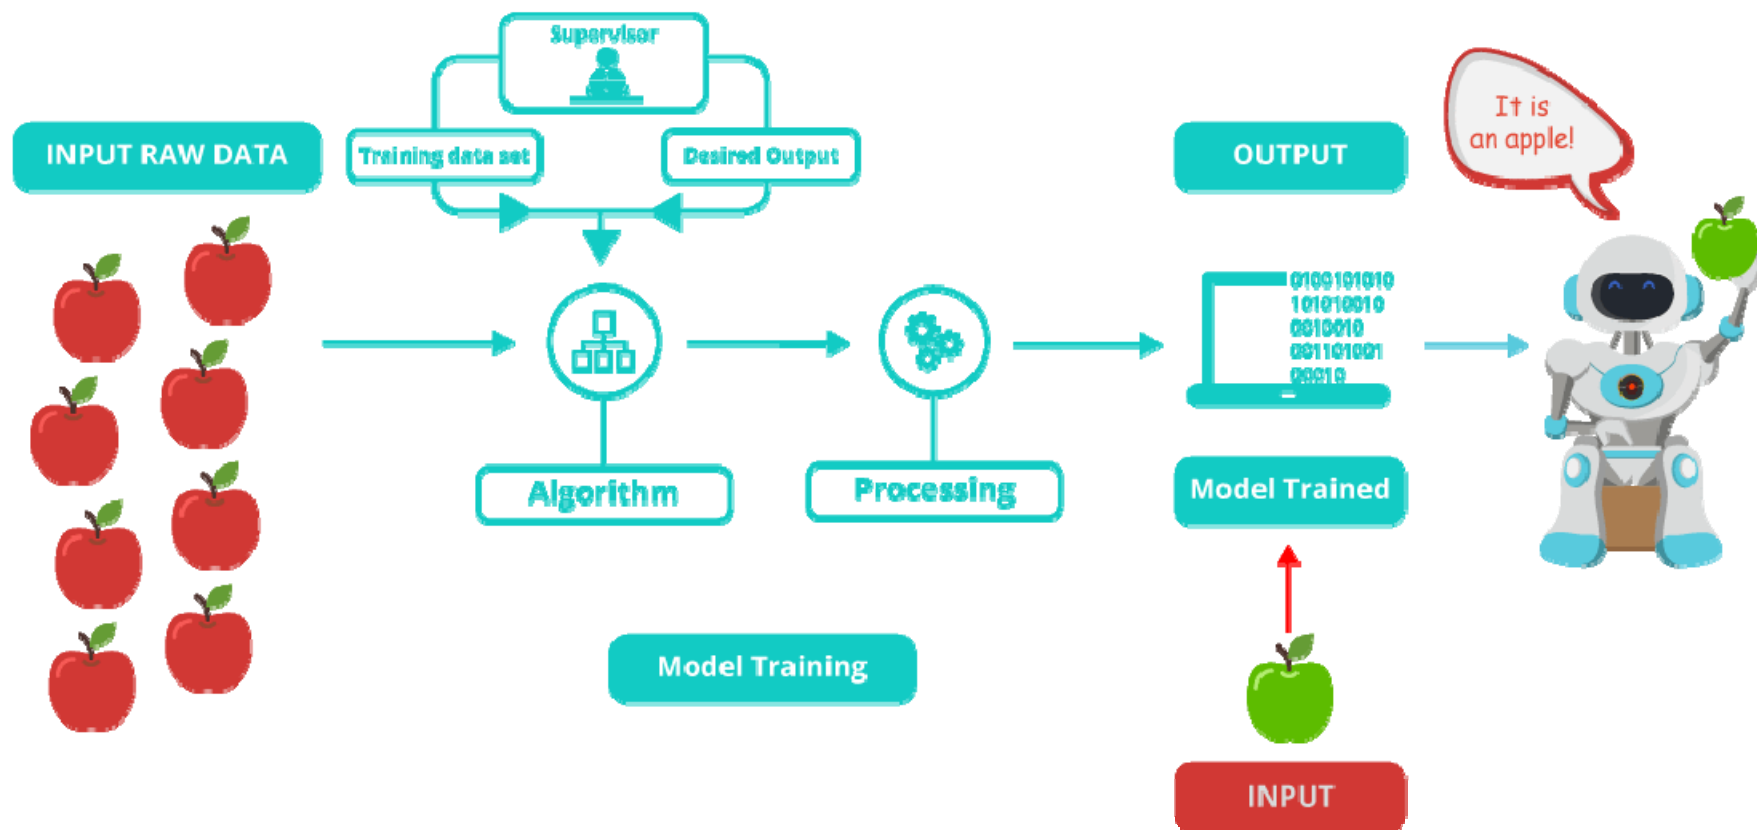 Supervisor
INPUT RAW DATA
Training data set
Desired Output
OUTPUT
It is
an apple!
0100101010
101010010
0010010
001101001
00010
Algorithm
Processing
Model Trained
Model Training
INPUT